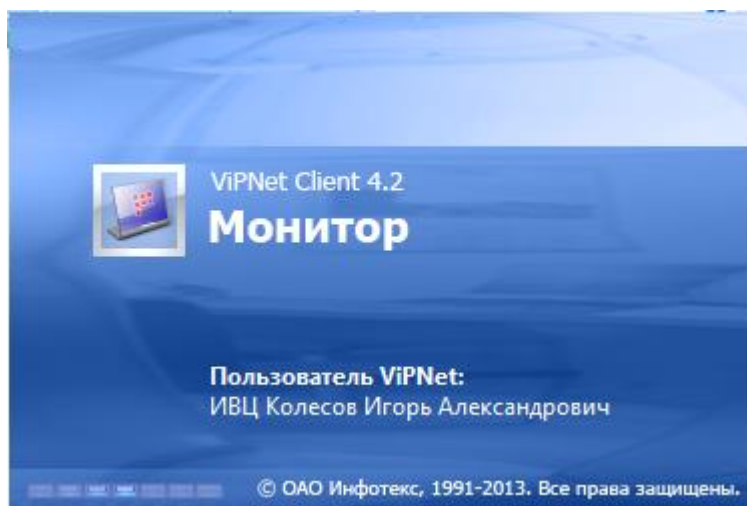 ViPNet Client 4.2
Монитор
Пользователь ViPNet:
ИВЦ Колесов Игорь Александрович
© ОАО Инфотекс, 1991-2013. Все права защищены.